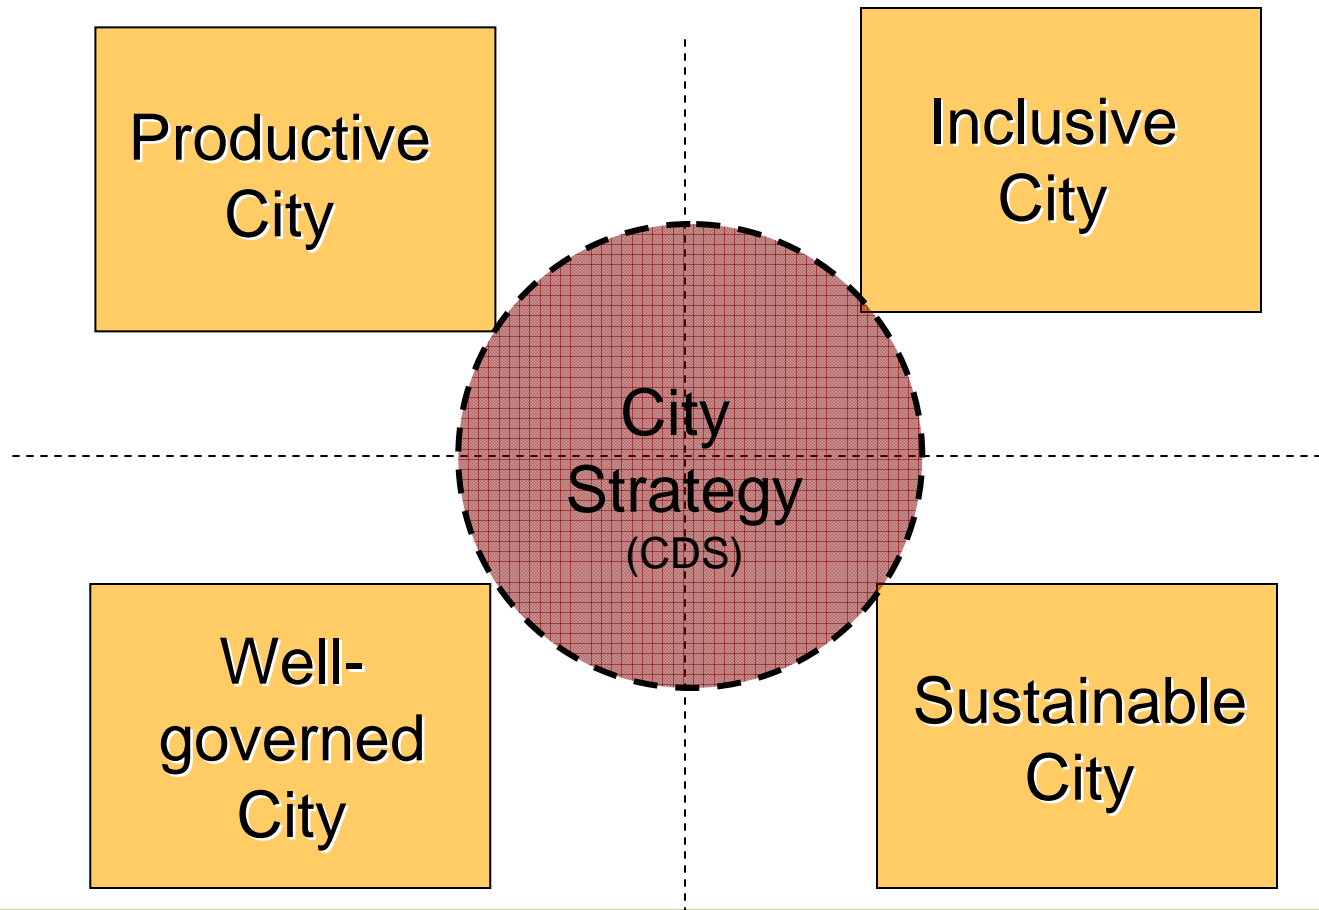 Productive
City
Inclusive
City
City
Strategy
(CDS)
Well-
governed
City
Sustainable
City